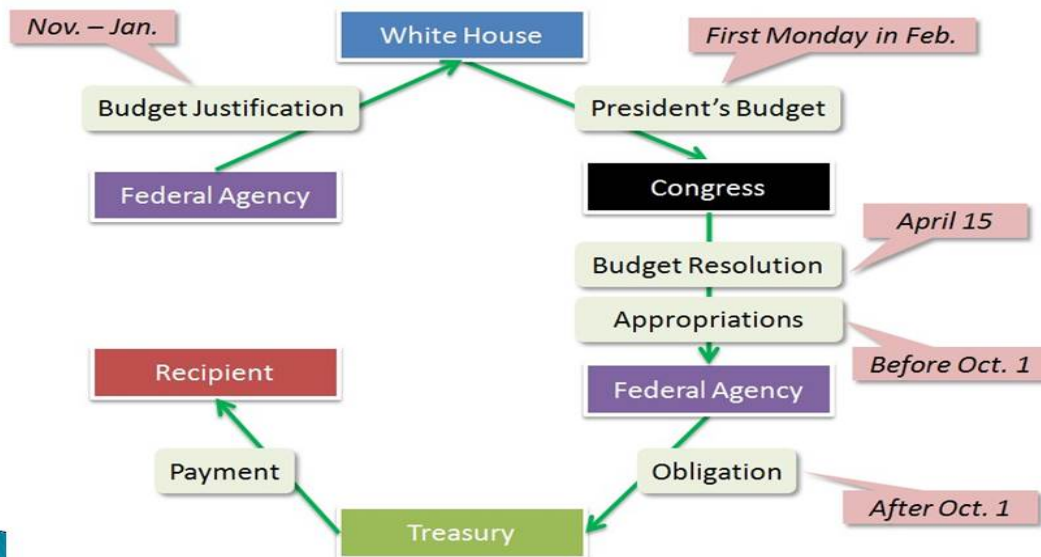 Nov. – Jan.
White House
First Monday in Feb.
Budget Justification
President's Budget
Federal Agency
Congress
April 15
Budget Resolution
Appropriations
Before Oct. 1
Recipient
Federal Agency
Payment
Obligation
After Oct. 1
Treasury